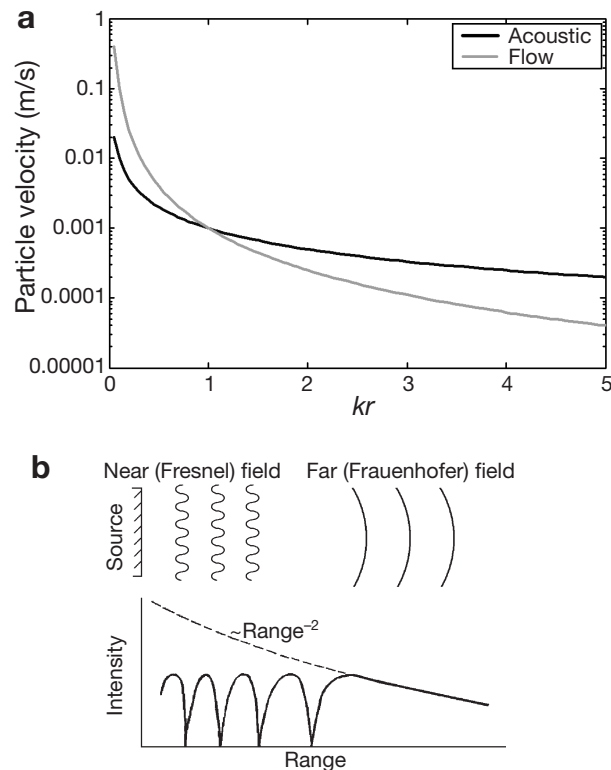 a
Particle velocity (m/s)
1
0.1
0.01
0.001
0.0001
0.00001
0 1 2 3 4 5
kr
Acoustic
Flow
b
Near (Fresnel) field Far (Frauenhofer) field
Source
~Range⁻²
Intensity
Range